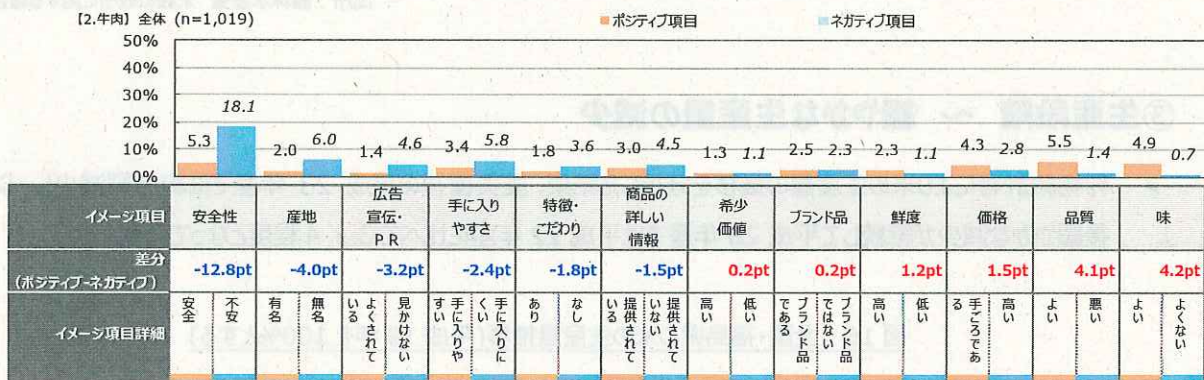 【2.牛肉】全体 (n=1,019)
ポジティブ項目
ネガティブ項目
50%
40%
30%
20%
10%
0%
5.3 18.1 2.0 6.0 1.4 4.6 3.4 5.8 1.8 3.6 3.0 4.5 1.3 1.1 2.5 2.3 2.3 1.1 4.3 2.8 5.5 1.4 4.9 0.7
イメージ項目
安全性
産地
広告
宣伝・
PR
手に入り
やすさ
特徴・
こだわり
商品の
詳しい
情報
希少
価値
ブランド品
鮮度
価格
品質
味
差分
(ポジティブ-ネガティブ)
-12.8pt -4.0pt -3.2pt -2.4pt -1.8pt -1.5pt 0.2pt 0.2pt 1.2pt 1.5pt 4.1pt 4.2pt
イメージ項目詳細
安全
不安
有名
無名
よくされて
いる
見かけない
手に入りや
すい
手に入りに
くい
あり
なし
提供されて
いる
提供されて
いない
高い
低い
ブランド品
である
ブランド品
ではない
高い
低い
手ごろであ
る
高い
よい
悪い
よい
よくない